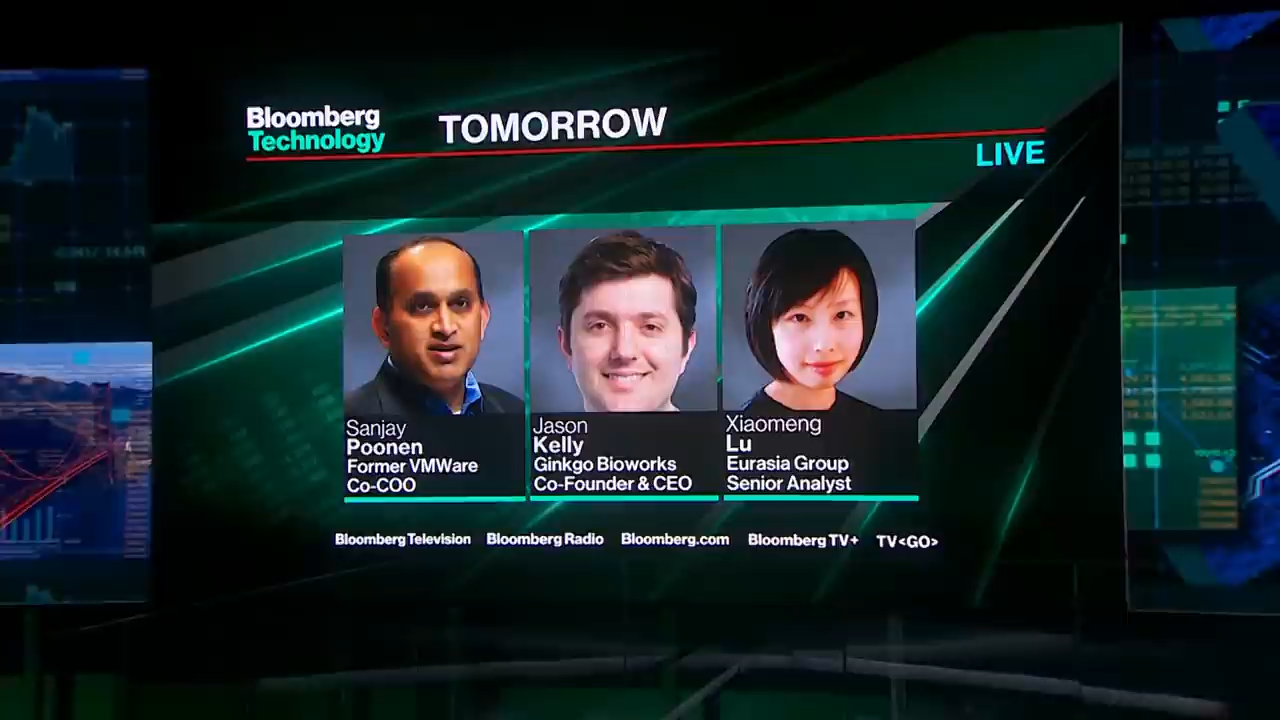 Bloomberg
Technology
TOMORROW
LIVE
Sanjay
Poonen
Former VMWare
Co-COO
Jason
Kelly
Ginkgo Bioworks
Co-Founder & CEO
Xiaomeng
Lu
Eurasia Group
Senior Analyst
Bloomberg Television Bloomberg Radio Bloomberg.com Bloomberg TV+ TV<GO>